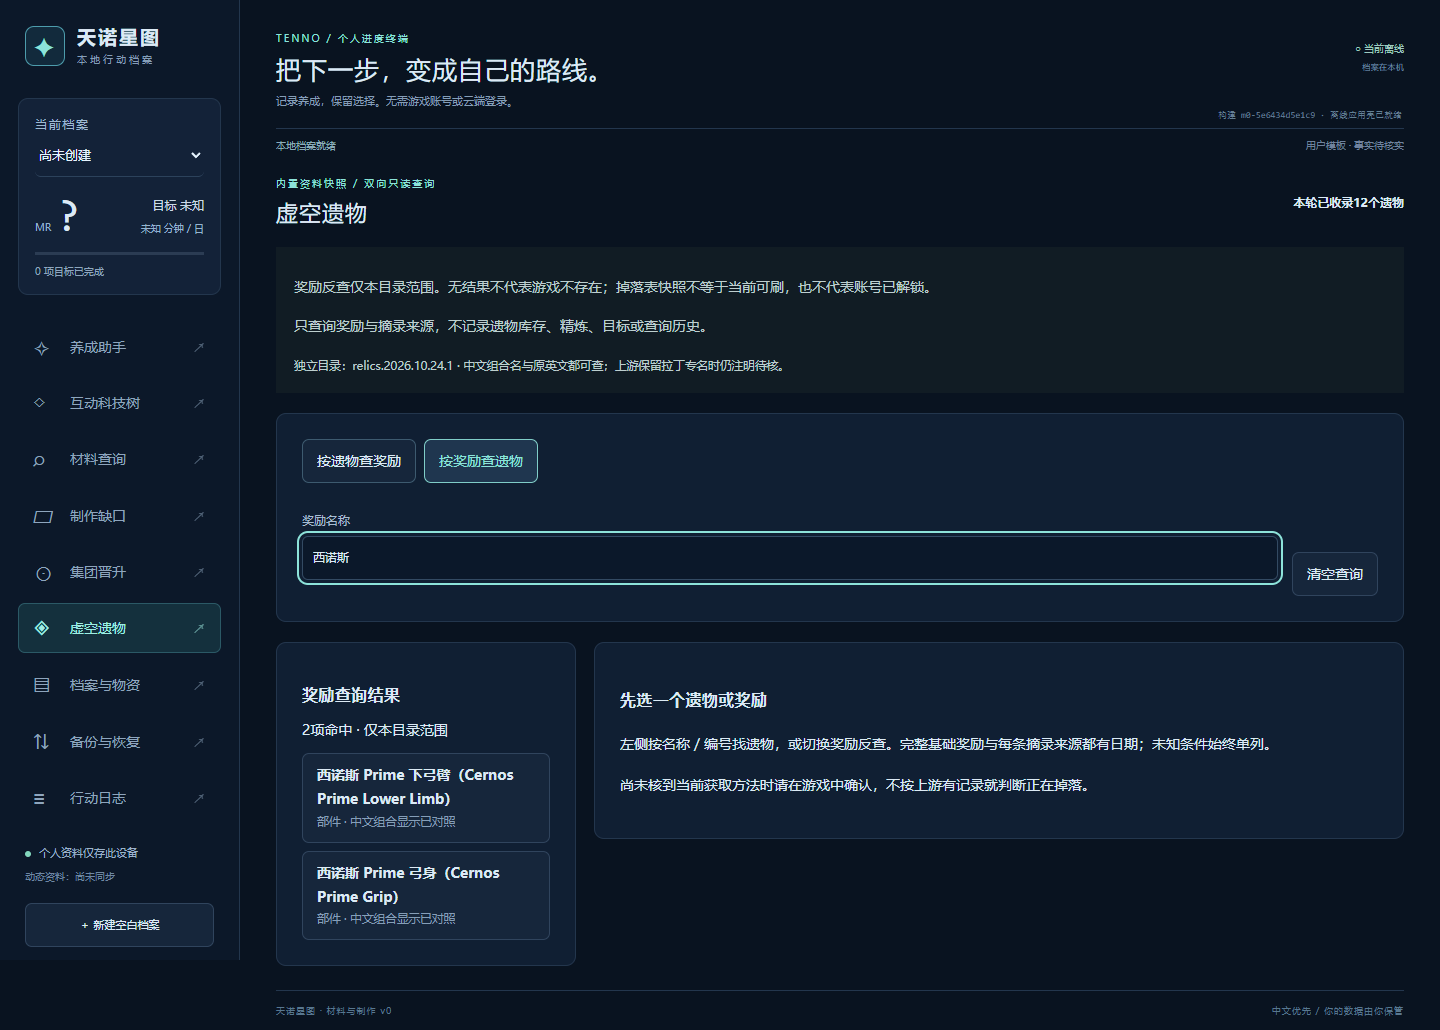 天诺星图
本地行动档案
当前档案
尚未创建
MR ?
目标 未知
未知 分钟 / 日
0 项目标已完成
养成助手
互动科技树
材料查询
制作缺口
集团晋升
虚空遗物
档案与物资
备份与恢复
行动日志
个人资料仅存此设备
动态资料：尚未同步
+ 新建空白档案
TENNO / 个人进度终端
把下一步，变成自己的路线。
记录养成，保留选择。无需游戏账号或云端登录。
当前离线
档案在本机
构建 m0-5e6434d5e1c9 · 离线应用壳已就绪
本地档案就绪
用户模板 · 事实待核实
内置资料快照 / 双向只读查询
虚空遗物
本轮已收录12个遗物
奖励反查仅本目录范围。无结果不代表游戏不存在；掉落表快照不等于当前可刷，也不代表账号已解锁。
只查询奖励与摘录来源，不记录遗物库存、精炼、目标或查询历史。
独立目录：relics.2026.10.24.1 · 中文组合名与原英文都可查；上游保留拉丁专名时仍注明待核。
按遗物查奖励
按奖励查遗物
奖励名称
西诺斯
清空查询
奖励查询结果
2项命中 · 仅本目录范围
西诺斯 Prime 下弓臂（Cernos
Prime Lower Limb）
部件 · 中文组合显示已对照
西诺斯 Prime 弓身（Cernos
Prime Grip）
部件 · 中文组合显示已对照
先选一个遗物或奖励
左侧按名称 / 编号找遗物，或切换奖励反查。完整基础奖励与每条摘录来源都有日期；未知条件始终单列。
尚未核到当前获取方法时请在游戏中确认，不按上游有记录就判断正在掉落。
天诺星图 · 材料与制作 v0
中文优先 / 你的数据由你保管